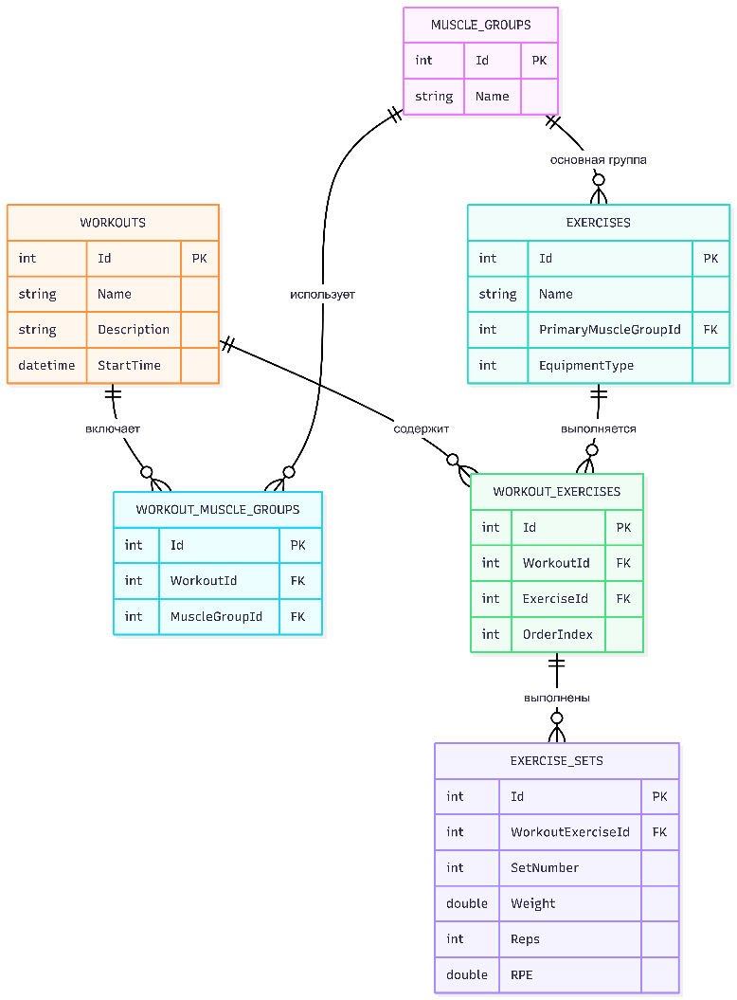 MUSCLE_GROUPS
int Id PK
string Name
основная группа
WORKOUTS
int Id PK
string Name
string Description
datetime StartTime
использует
EXERCISES
int Id PK
string Name
int PrimaryMuscleGroupId FK
int EquipmentType
включает
содержит
выполняется
WORKOUT_MUSCLE_GROUPS
int Id PK
int WorkoutId FK
int MuscleGroupId FK
WORKOUT_EXERCISES
int Id PK
int WorkoutId FK
int ExerciseId FK
int OrderIndex
выполнены
EXERCISE_SETS
int Id PK
int WorkoutExerciseId FK
int SetNumber
double Weight
int Reps
double RPE